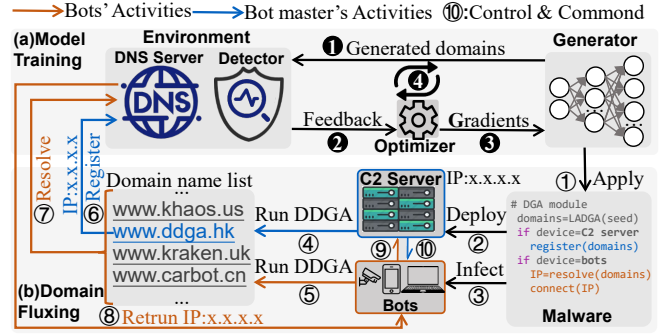 Bots' Activities Bot master's Activities ⑩:Control & Commond
(a)Model
Training
Environment
DNS Server Detector
DNS
❶ Generated domains
❹
Feedback
❷
Optimizer
Gradients
❸
Generator
① Apply
⑦ Resolve
IP:x.x.x.x
⑥ Register
Domain name list
...
www.khaos.us
www.ddga.hk
www.kraken.uk
www.carbot.cn
...
(b)Domain
Fluxing
Run DDGA
④
Run DDGA
⑤
C2 Server
IP:x.x.x.x
⑨ ⑩
Bots
Deploy
②
Infect
③
# DGA module
domains=LADGA(seed)
if device=C2 server
register(domains)
if device=bots
IP=resolve(domains)
connect(IP)
Malware
⑧ Retrun IP:x.x.x.x